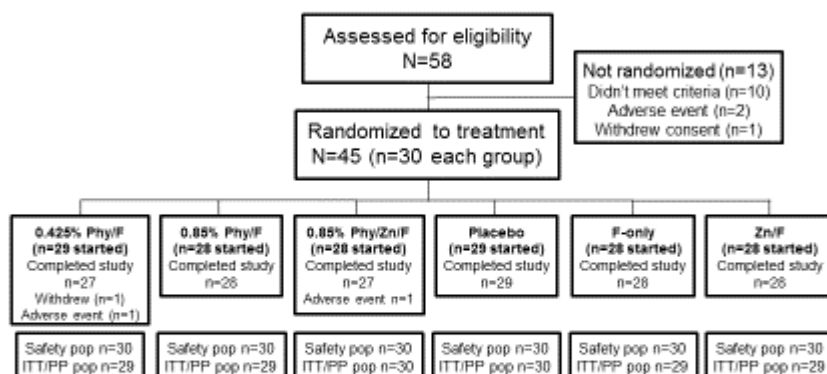 Assessed for eligibility
N=58
Not randomized (n=13)
Didn't meet criteria (n=10)
Adverse event (n=2)
Withdrew consent (n=1)
Randomized to treatment
N=45 (n=30 each group)
0.425% Phy/F
(n=29 started)
Completed study
n=27
Withdrew (n=1)
Adverse event (n=1)
0.85% Phy/F
(n=28 started)
Completed study
n=28
0.85% Phy/Zn/F
(n=28 started)
Completed study
n=27
Adverse event n=1
Placebo
(n=29 started)
Completed study
n=29
F-only
(n=28 started)
Completed study
n=28
Zn/F
(n=28 started)
Completed study
n=28
Safety pop n=30
ITT/PP pop n=29
Safety pop n=30
ITT/PP pop n=29
Safety pop n=30
ITT/PP pop n=30
Safety pop n=30
ITT/PP pop n=30
Safety pop n=30
ITT/PP pop n=29
Safety pop n=30
ITT/PP pop n=29